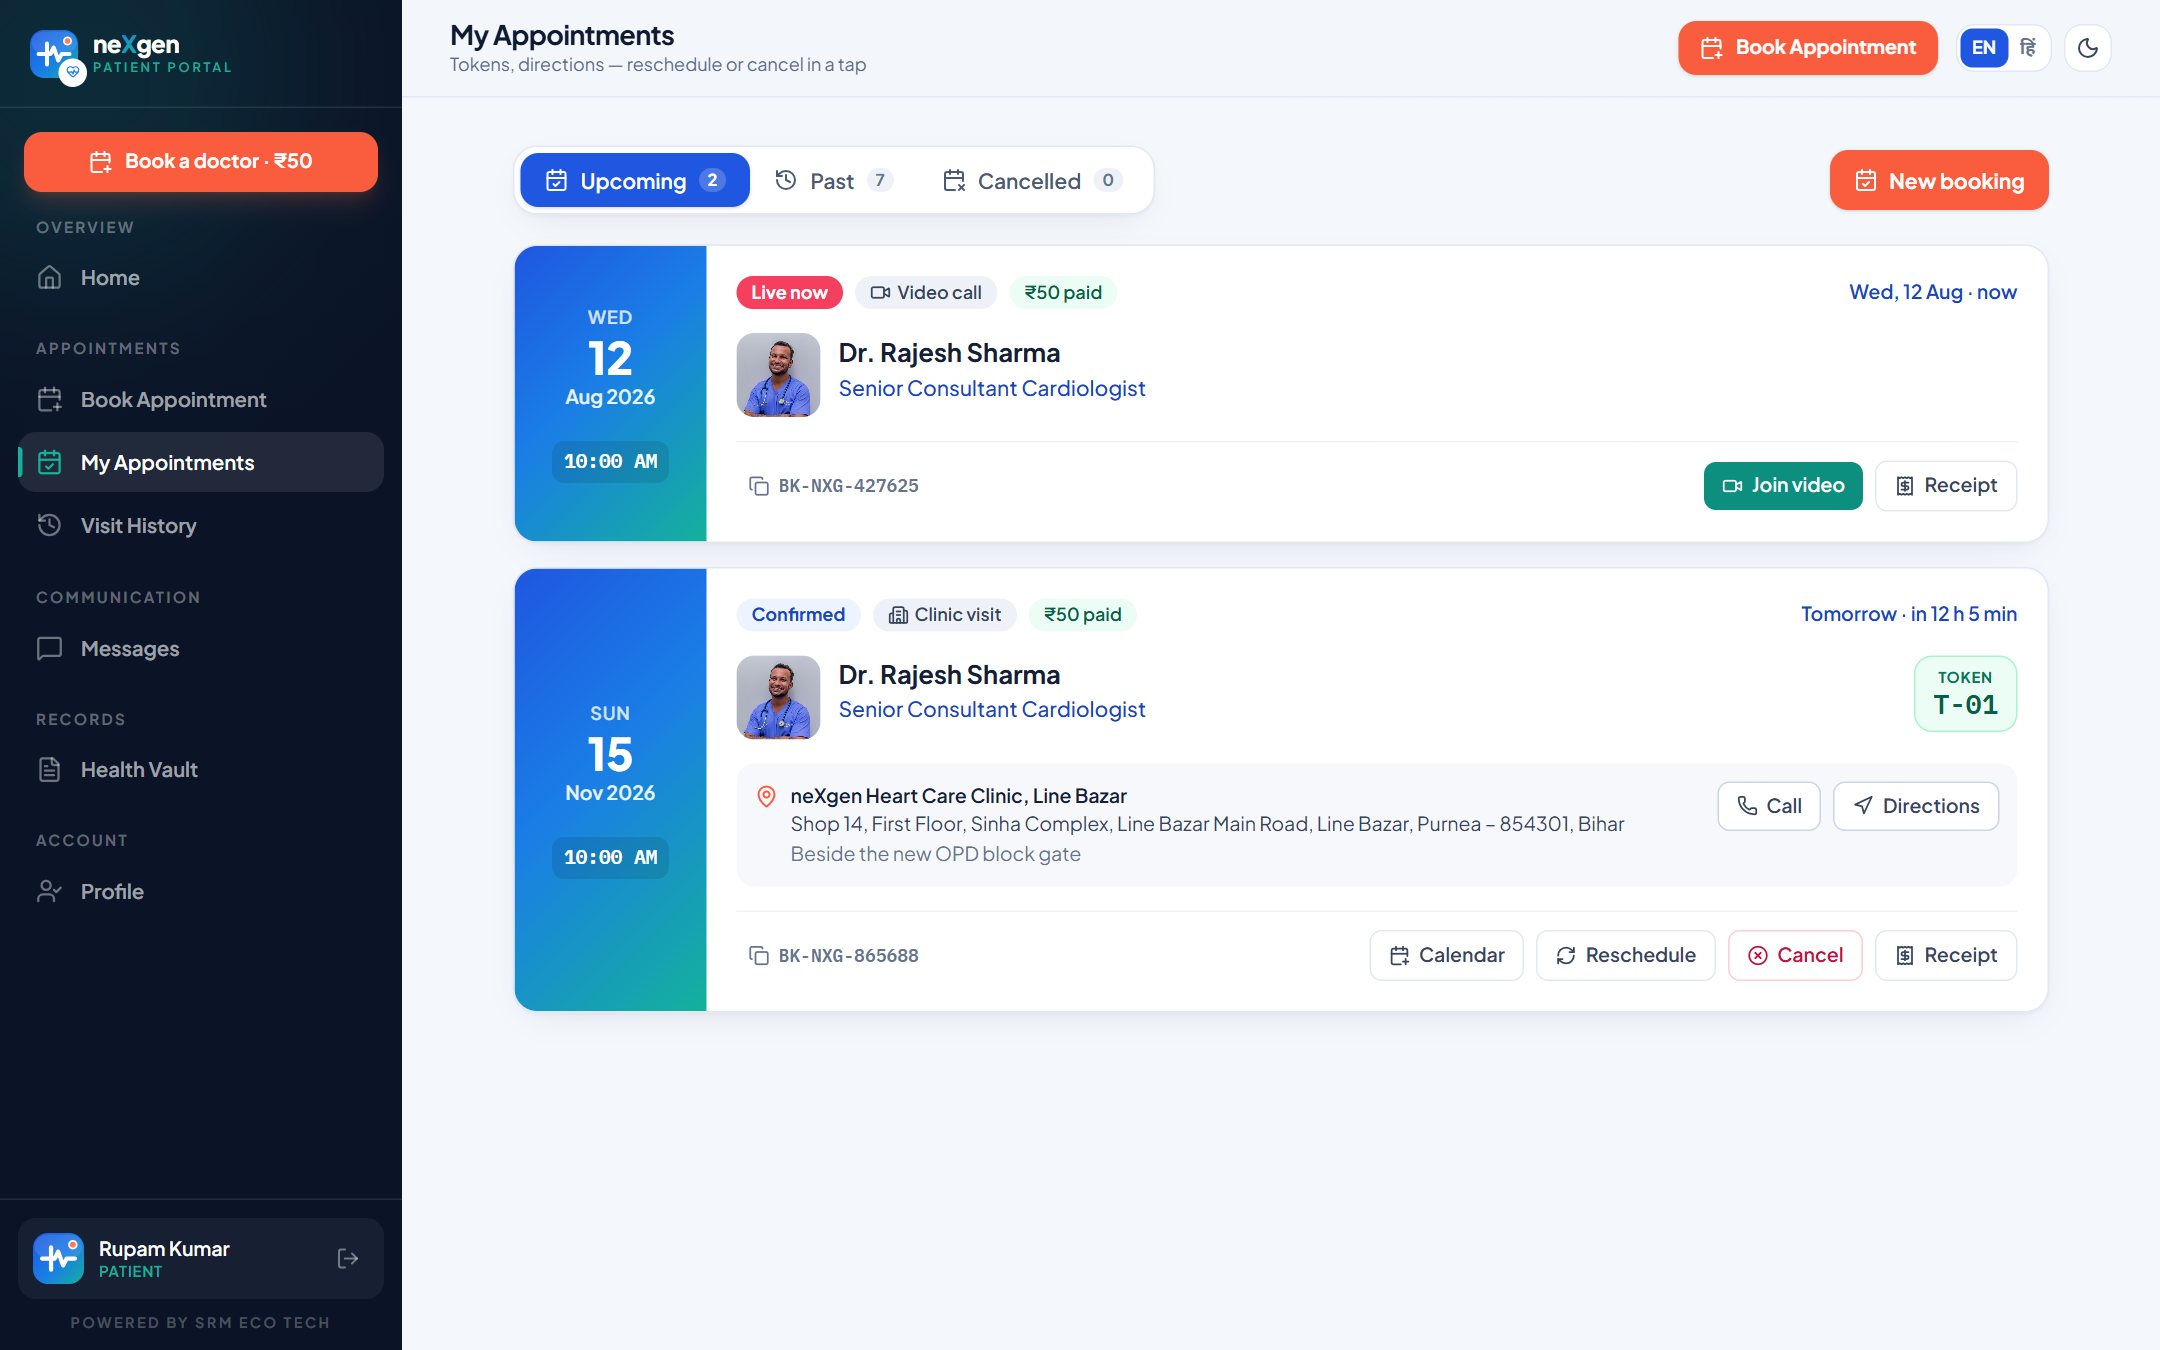 neXgen
PATIENT PORTAL
Book a doctor · ₹50
OVERVIEW
Home
APPOINTMENTS
Book Appointment
My Appointments
Visit History
COMMUNICATION
Messages
RECORDS
Health Vault
ACCOUNT
Profile
Rupam Kumar
PATIENT
POWERED BY SRM ECO TECH
My Appointments
Tokens, directions — reschedule or cancel in a tap
Book Appointment
EN हिं
Upcoming 2 Past 7 Cancelled 0
New booking
WED
12
Aug 2026
10:00 AM
Live now Video call ₹50 paid
Wed, 12 Aug · now
Dr. Rajesh Sharma
Senior Consultant Cardiologist
BK-NXG-427625
Join video Receipt
SUN
15
Nov 2026
10:00 AM
Confirmed Clinic visit ₹50 paid
Tomorrow · in 12 h 5 min
Dr. Rajesh Sharma
Senior Consultant Cardiologist
TOKEN
T-01
neXgen Heart Care Clinic, Line Bazar
Shop 14, First Floor, Sinha Complex, Line Bazar Main Road, Line Bazar, Purnea – 854301, Bihar
Beside the new OPD block gate
Call Directions
BK-NXG-865688
Calendar Reschedule Cancel Receipt